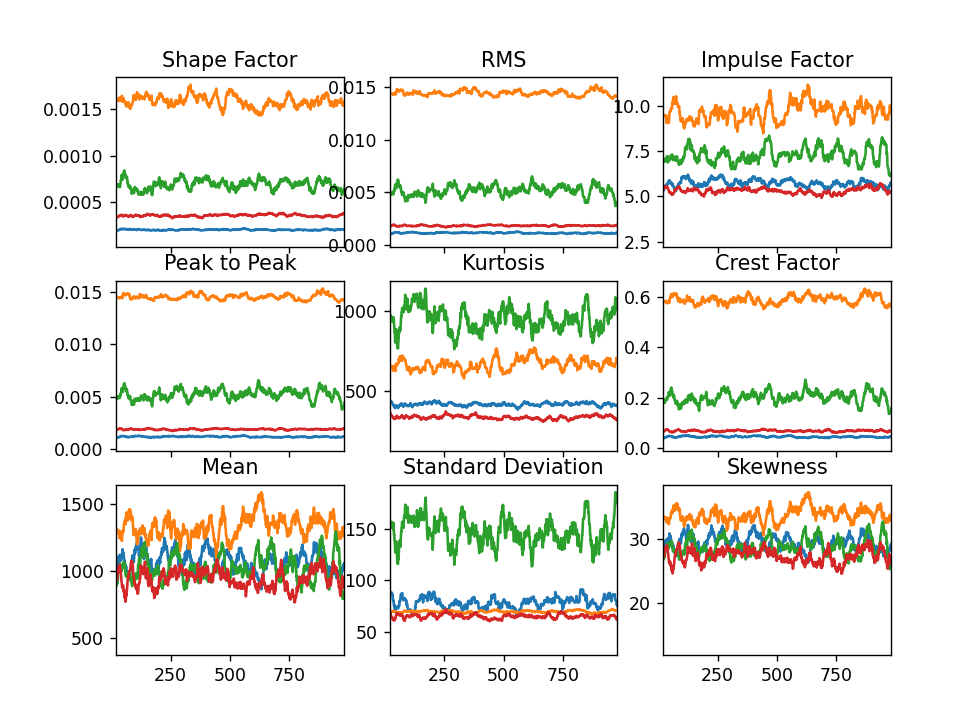 Shape Factor
RMS
Impulse Factor
0.0015
0.0010
0.0005
0.015
0.010
0.005
0.000
10.0
7.5
5.0
2.5
Peak to Peak
Kurtosis
Crest Factor
0.015
0.010
0.005
0.000
1000
500
0.6
0.4
0.2
0.0
Mean
Standard Deviation
Skewness
1500
1000
500
150
100
50
30
20
250 500 750
250 500 750
250 500 750